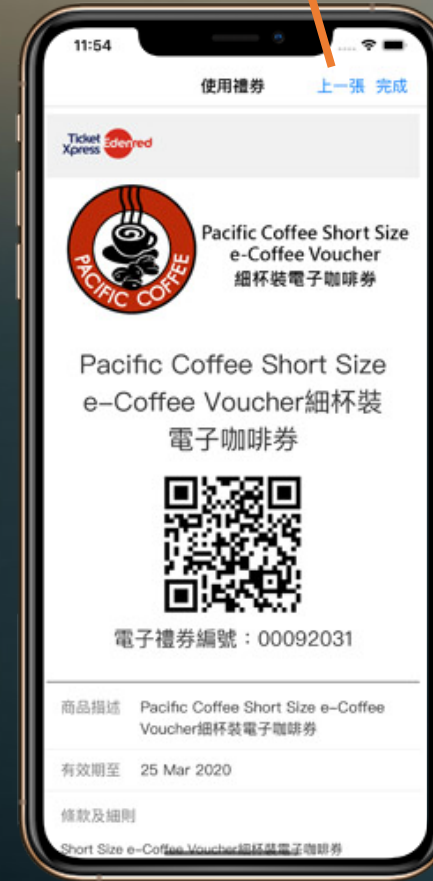 11:54
使用禮券
上一張 完成
Ticket
Xpress Edenred
PACIFIC COFFEE
Pacific Coffee Short Size
e-Coffee Voucher
細杯裝電子咖啡券
Pacific Coffee Short Size
e-Coffee Voucher細杯裝
電子咖啡券
電子禮券編號：00092031
商品描述 Pacific Coffee Short Size e-Coffee
Voucher細杯裝電子咖啡券
有效期至 25 Mar 2020
條款及細則
Short Size e-Coffee Voucher細杯裝電子咖啡券